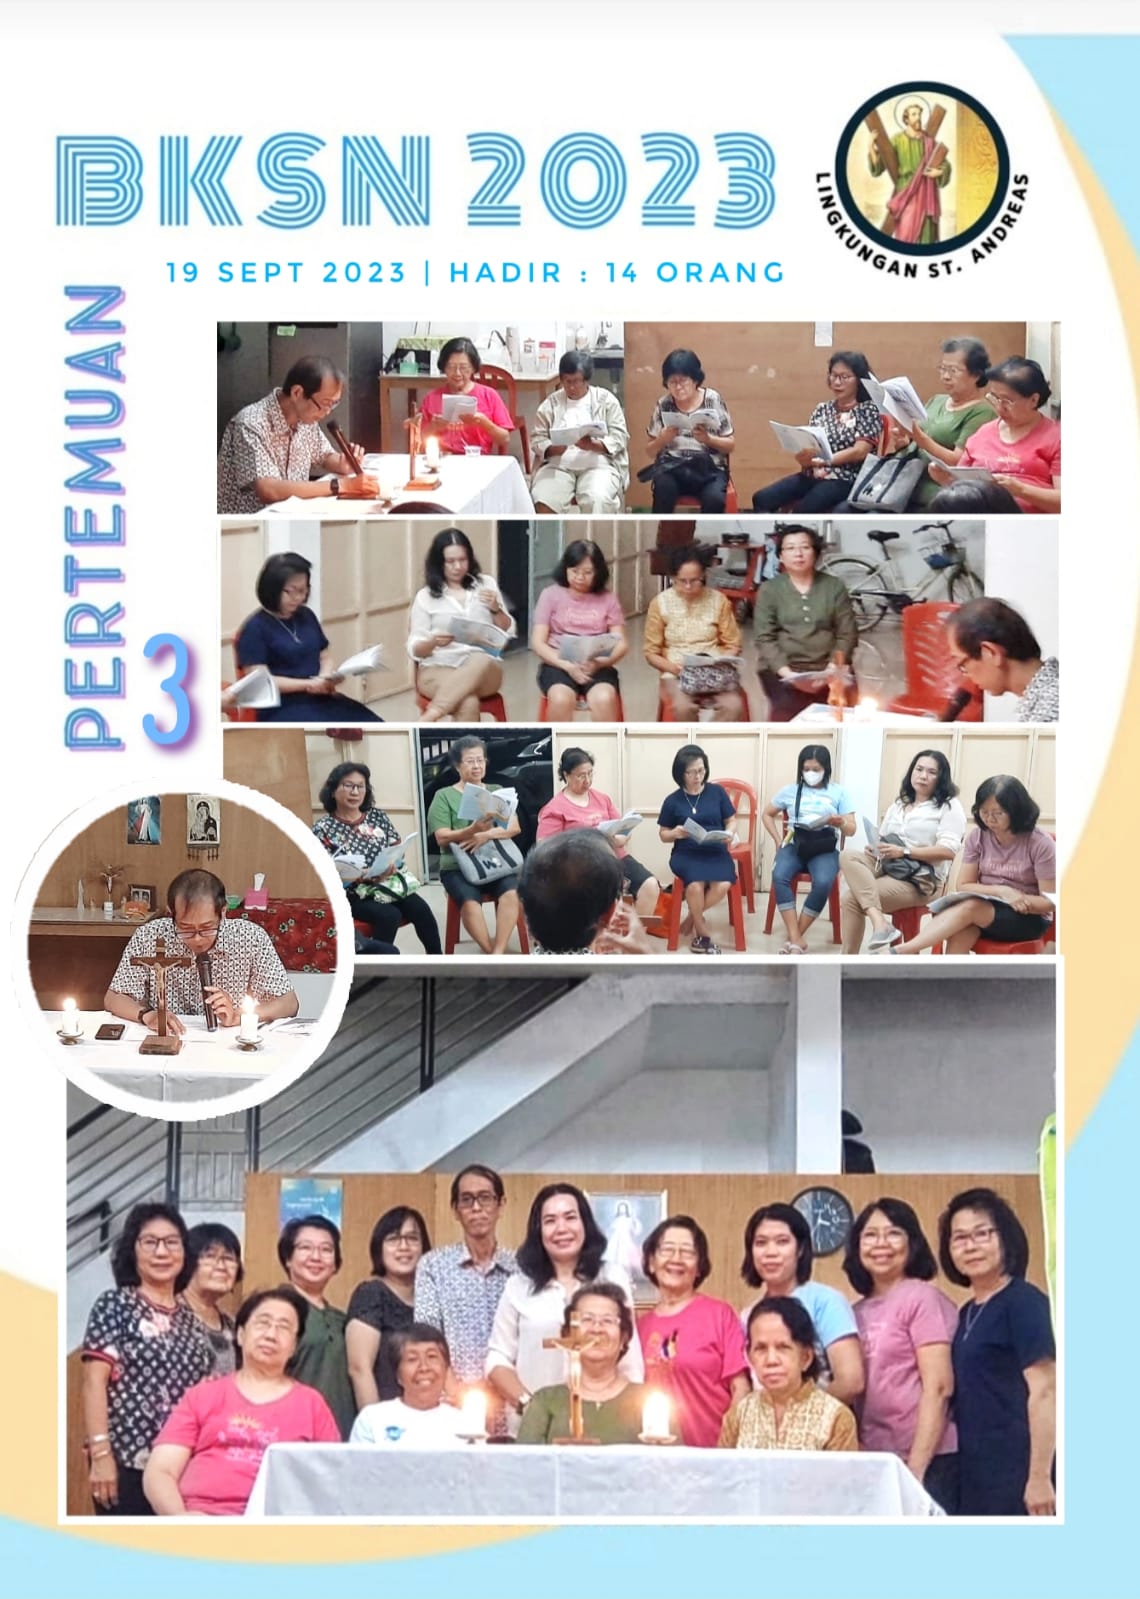 BKSN 2023
LINGKUNGAN ST. ANDREAS
19 SEPT 2023 | HADIR : 14 ORANG
PERTEMUAN
3